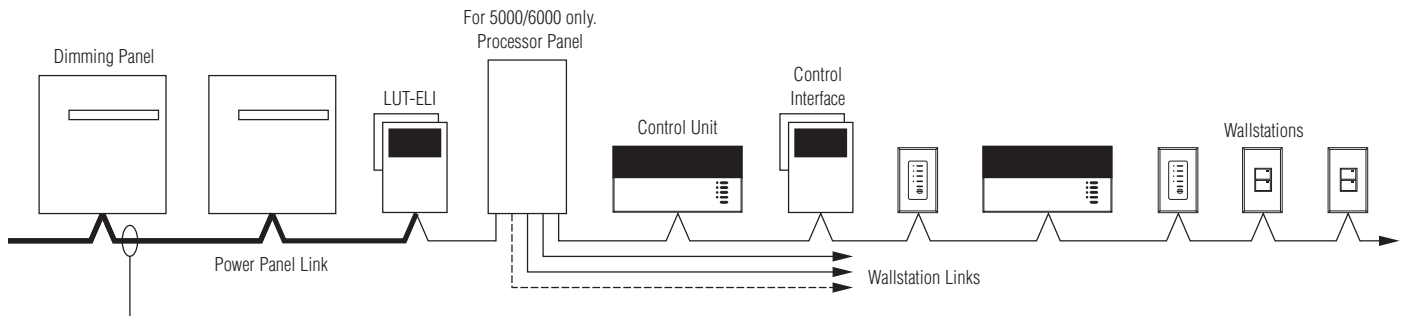 For 5000/6000 only.
Processor Panel
Dimming Panel
LUT-ELI
Control
Interface
Control Unit
Wallstations
Power Panel Link
Wallstation Links